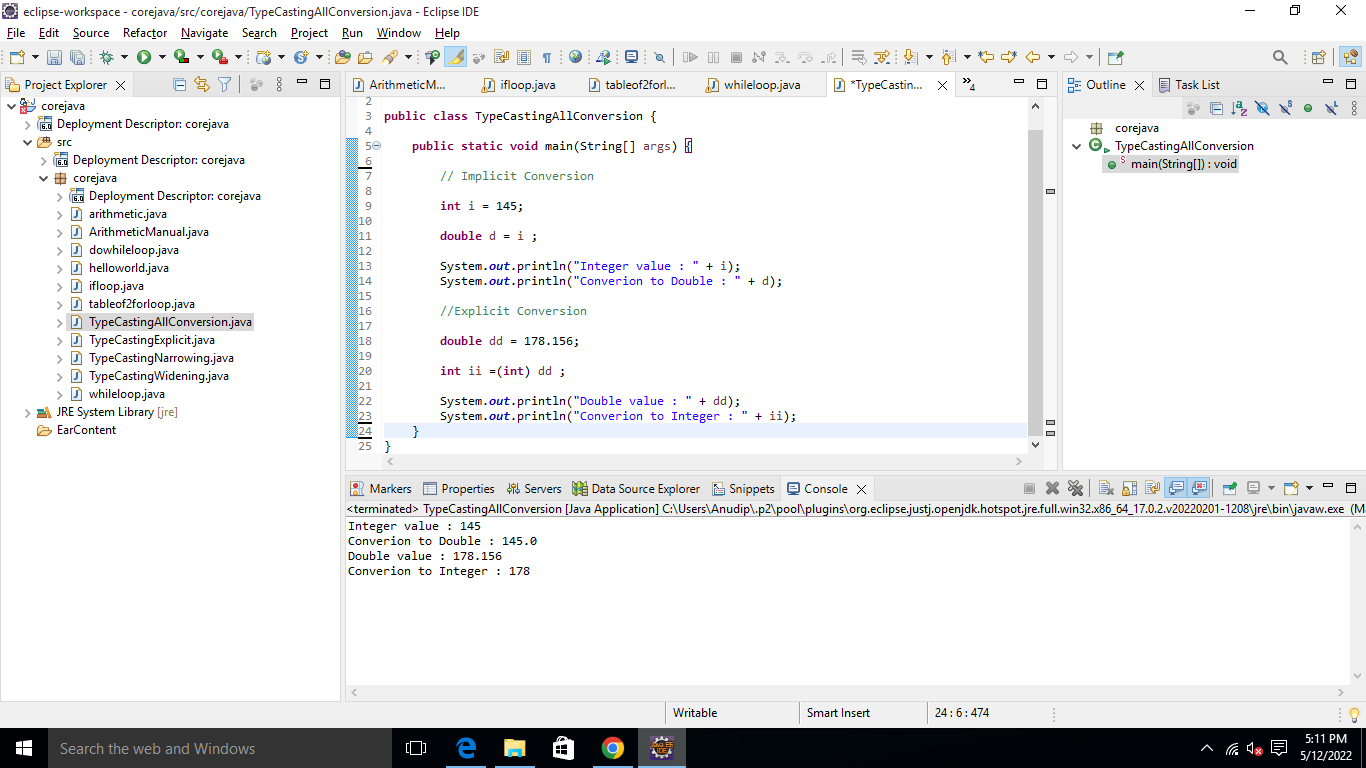 eclipse-workspace - corejava/src/corejava/TypeCastingAllConversion.java - Eclipse IDE
File Edit Source Refactor Navigate Search Project Run Window Help
Project Explorer
corejava
Deployment Descriptor: corejava
src
Deployment Descriptor: corejava
corejava
Deployment Descriptor: corejava
arithmetic.java
ArithmeticManual.java
dowhileloop.java
helloworld.java
ifloop.java
tableof2forloop.java
TypeCastingAllConversion.java
TypeCastingExplicit.java
TypeCastingNarrowing.java
TypeCastingWidening.java
whileloop.java
JRE System Library [jre]
EarContent
ArithmeticM... ifloop.java tableof2forl... whileloop.java *TypeCastin... »4
2
3 public class TypeCastingAllConversion {
4
5 public static void main(String[] args) {
6
7 // Implicit Conversion
8
9 int i = 145;
10
11 double d = i ;
12
13 System.out.println("Integer value : " + i);
14 System.out.println("Converion to Double : " + d);
15
16 //Explicit Conversion
17
18 double dd = 178.156;
19
20 int ii =(int) dd ;
21
22 System.out.println("Double value : " + dd);
23 System.out.println("Converion to Integer : " + ii);
24 }
25 }
Outline Task List
corejava
TypeCastingAllConversion
main(String[]) : void
Markers Properties Servers Data Source Explorer Snippets Console
<terminated> TypeCastingAllConversion [Java Application] C:\Users\Anudip\.p2\pool\plugins\org.eclipse.justj.openjdk.hotspot.jre.full.win32.x86_64_17.0.2.v20220201-1208\jre\bin\javaw.exe (M
Integer value : 145
Converion to Double : 145.0
Double value : 178.156
Converion to Integer : 178
Writable Smart Insert 24 : 6 : 474
Search the web and Windows
5:11 PM
5/12/2022